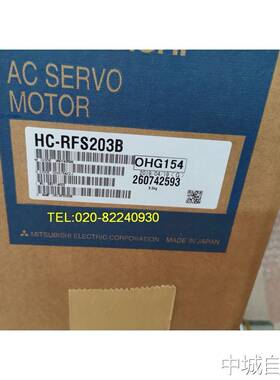 AC SERVO
MOTOR
HC-RFS203B
OHG154
260742593
TEL:020-82240930
MITSUBISHI ELECTRIC CORPORATION MADE IN JAPAN
中城自